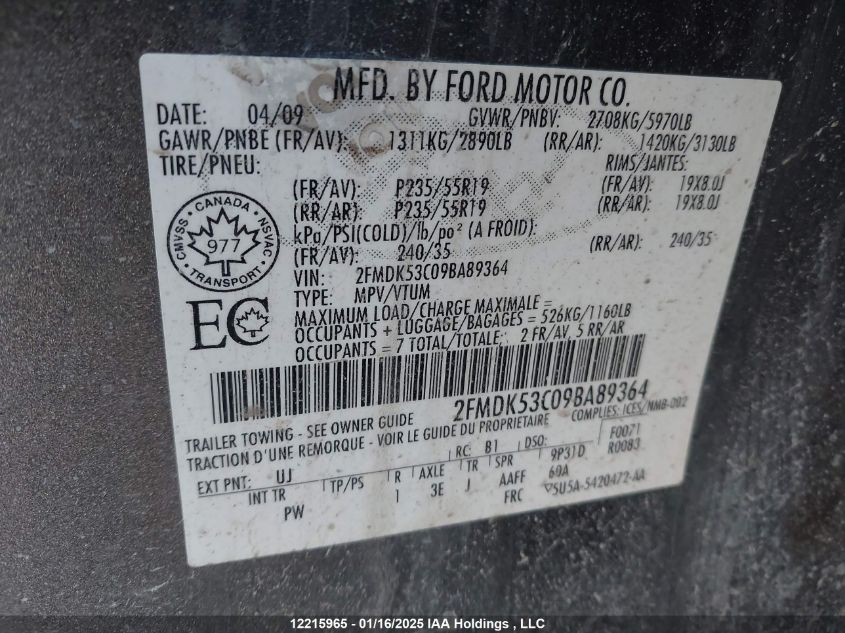 MFD. BY FORD MOTOR CO.
DATE: 04/09 GVWR/PNBV: 2708KG/5970LB
GAWR/PNBE (FR/AV): 1311KG/2890LB (RR/AR): 1420KG/3130LB
TIRE/PNEU: RIMS/JANTES:
(FR/AV): P235/55R19 (FR/AV): 19X8.0J
(RR/AR): P235/55R19 (RR/AR): 19X8.0J
kPa/PSI(COLD)/lb/po² (A FROID):
(FR/AV): 240/35 (RR/AR): 240/35
VIN: 2FMDK53C09BA89364
TYPE: MPV/VTUM
CANADA
CMVSS 977 NSVAC
TRANSPORT
EC
MAXIMUM LOAD/CHARGE MAXIMALE =
OCCUPANTS + LUGGAGE/BAGAGES = 526KG/1160LB
OCCUPANTS = 7 TOTAL/TOTALE: 2 FR/AV, 5 RR/AR
2FMDK53C09BA89364
TRAILER TOWING - SEE OWNER GUIDE COMPLIES: ICES/NMB-002
TRACTION D'UNE REMORQUE - VOIR LE GUIDE DU PROPRIETAIRE
RC: B1 DSO: F0071
R0083
EXT PNT: UJ 9P31D
INT TR TP/PS R AXLE TR SPR 60A
PW 1 3E J AAFF
FRC 5U5A-5420472-AA
12215965 - 01/16/2025 IAA Holdings , LLC